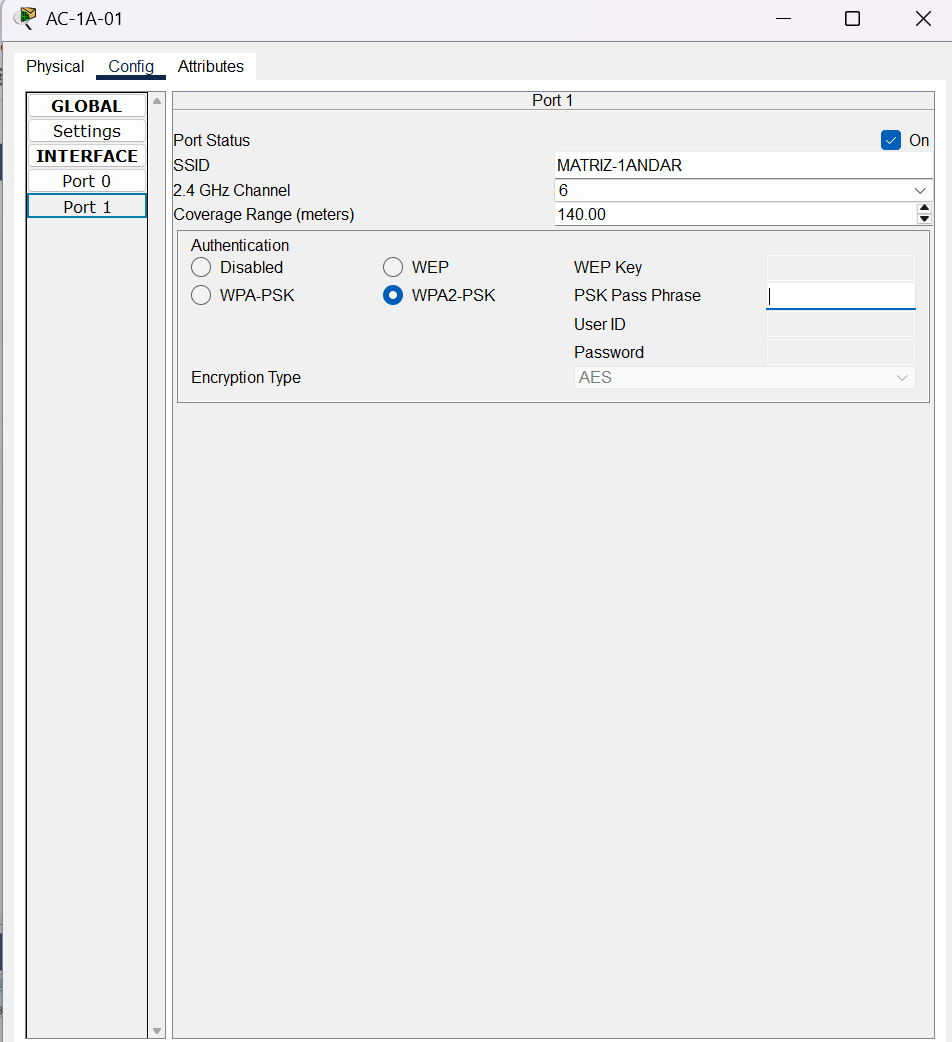 AC-1A-01
Physical Config Attributes
GLOBAL
Settings
INTERFACE
Port 0
Port 1
Port 1
Port Status On
SSID MATRIZ-1ANDAR
2.4 GHz Channel 6
Coverage Range (meters) 140.00
Authentication
Disabled WEP WEP Key
WPA-PSK WPA2-PSK PSK Pass Phrase
User ID
Password
Encryption Type AES